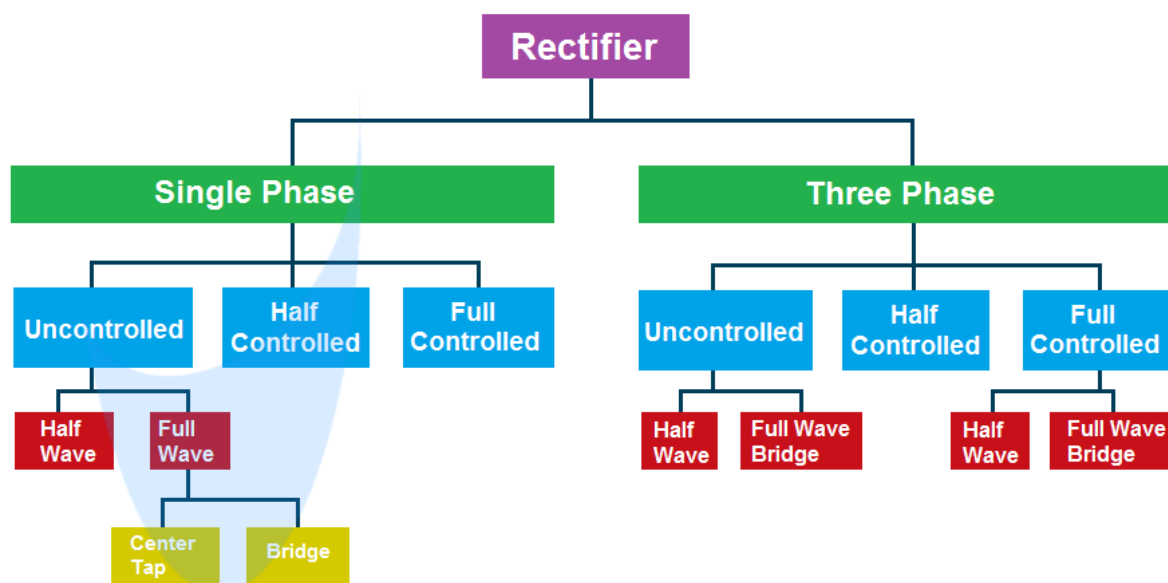 Rectifier
Single Phase
Three Phase
Uncontrolled
Half
Controlled
Full
Controlled
Uncontrolled
Half
Controlled
Full
Controlled
Half
Wave
Full
Wave
Half
Wave
Full Wave
Bridge
Half
Wave
Full Wave
Bridge
Center
Tap
Bridge